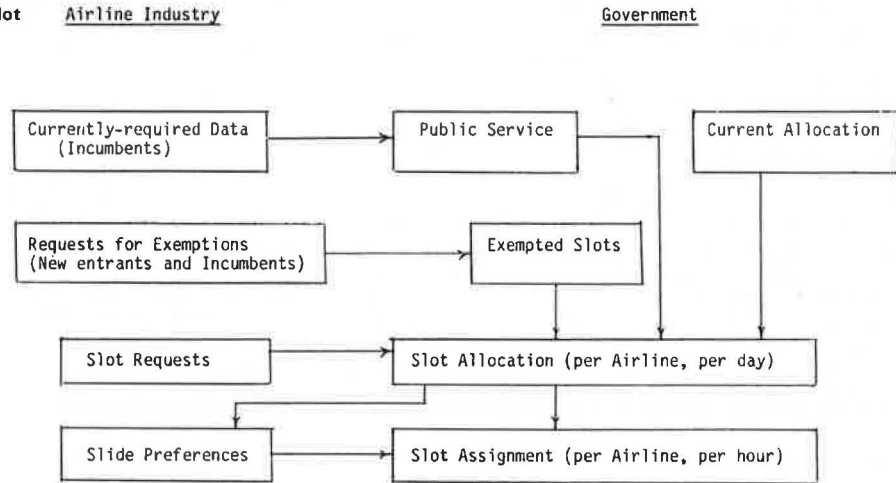 lot
Airline Industry
Government
Currently-required Data
(Incumbents)
Public Service
Current Allocation
Requests for Exemptions
(New entrants and Incumbents)
Exempted Slots
Slot Requests
Slot Allocation (per Airline, per day)
Slide Preferences
Slot Assignment (per Airline, per hour)